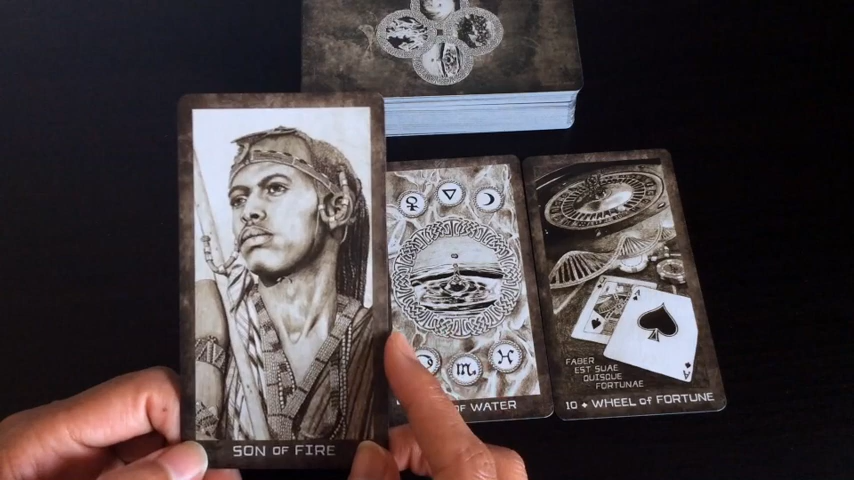 SON OF FIRE
OF WATER
FABER
EST SUAE
QUISQUE
FORTUNAE
10 ♦ WHEEL OF FORTUNE
A